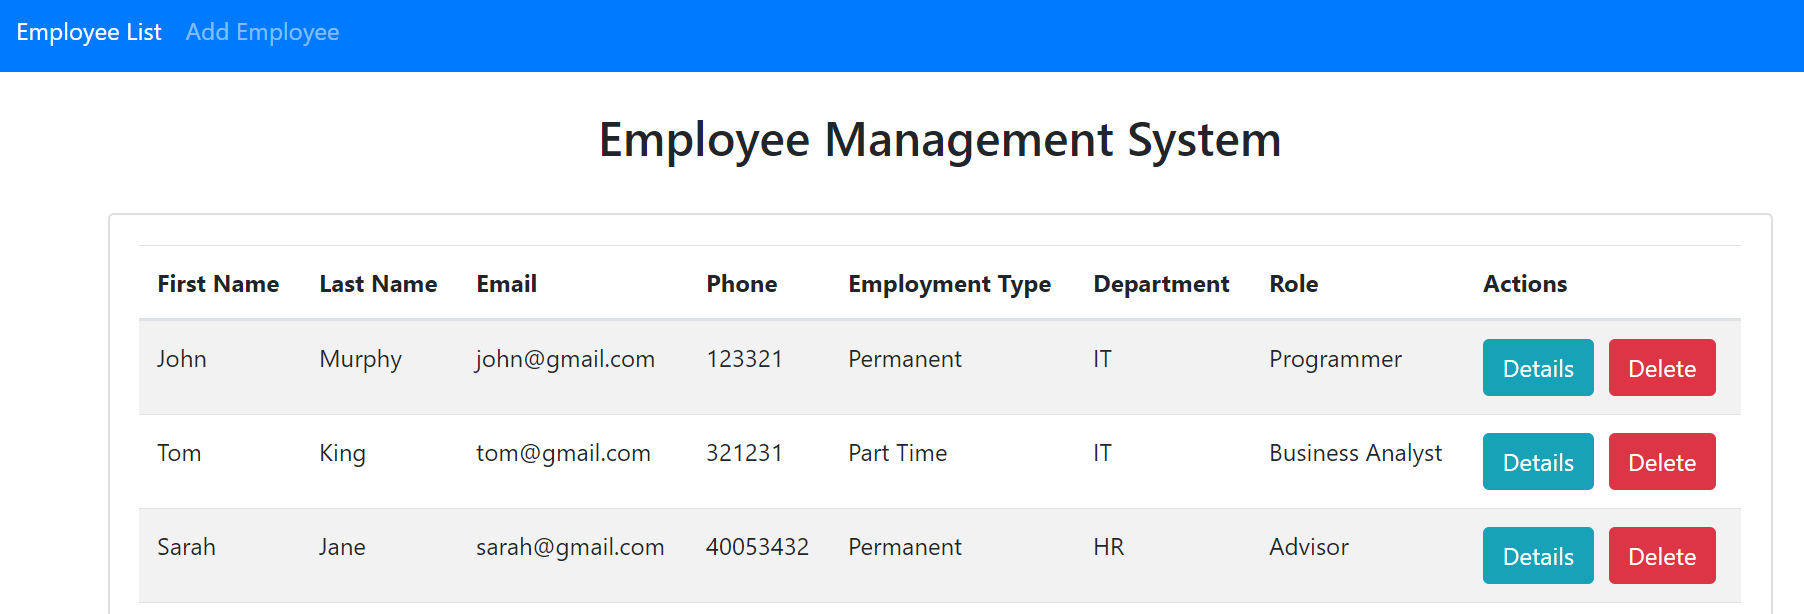 Employee List Add Employee
Employee Management System
First Name Last Name Email Phone Employment Type Department Role Actions
John Murphy john@gmail.com 123321 Permanent IT Programmer Details Delete
Tom King tom@gmail.com 321231 Part Time IT Business Analyst Details Delete
Sarah Jane sarah@gmail.com 40053432 Permanent HR Advisor Details Delete